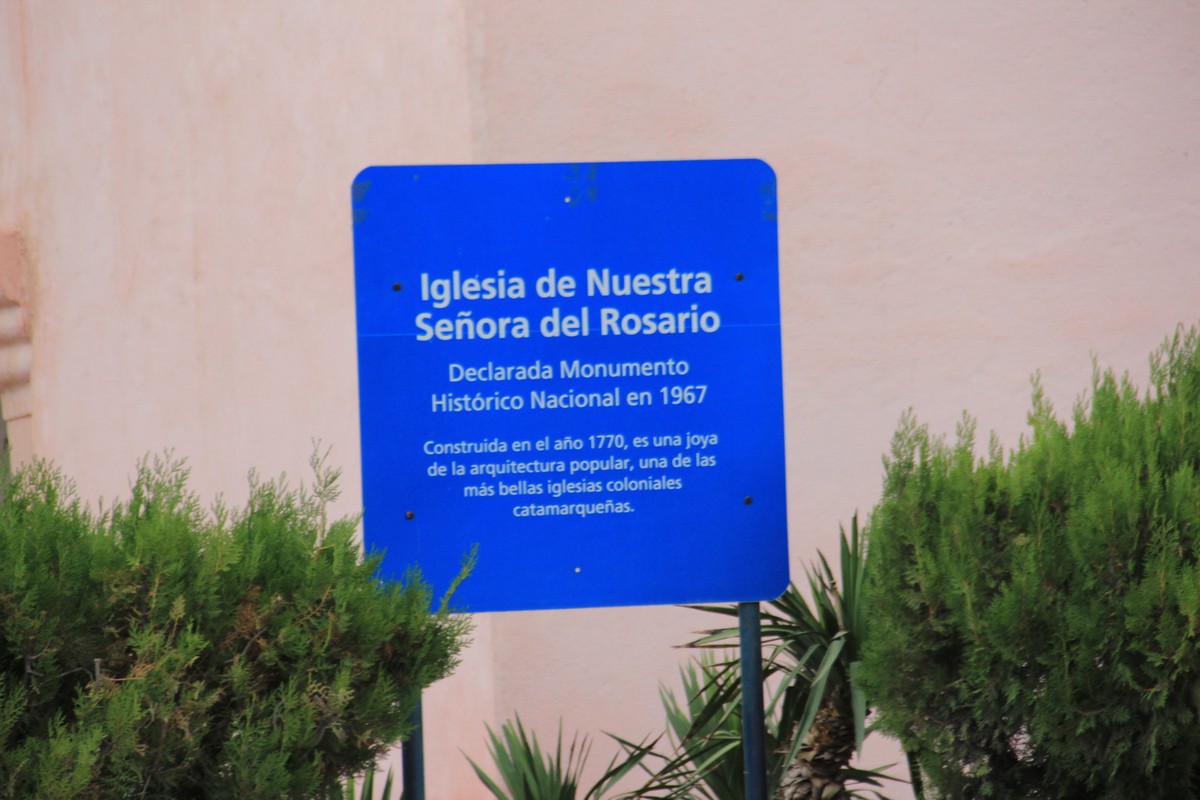 Iglesia de Nuestra
Señora del Rosario
Declarada Monumento
Histórico Nacional en 1967
Construida en el año 1770, es una joya
de la arquitectura popular, una de las
más bellas iglesias coloniales
catamarqueñas.